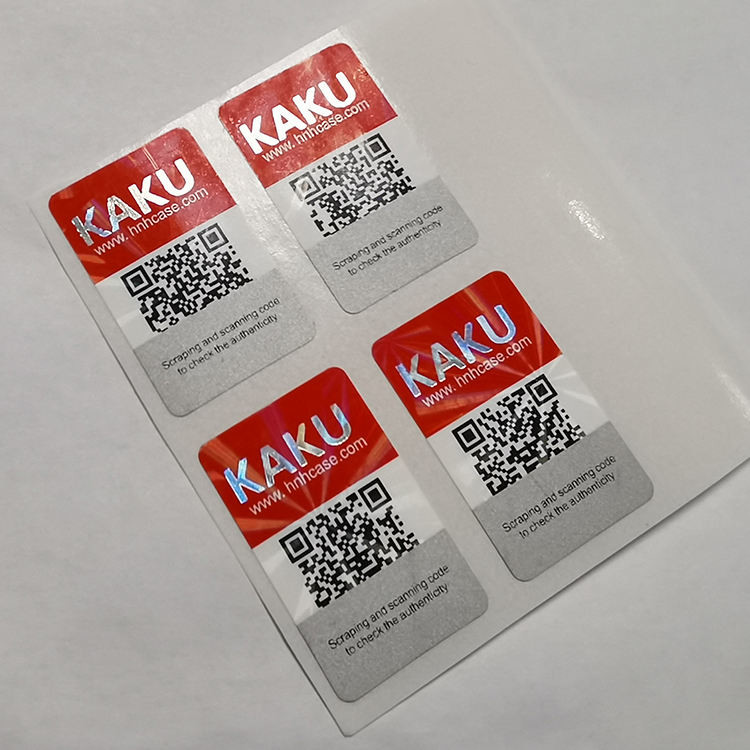 KAKU
www. hnhcase.com
Scraping and scanning code
to check the authenticity
KAKU
www. hnhcase.com
Scraping and scanning code
to check the authenticity
KAKU
www. hnhcase.com
Scraping and scanning code
to check the authenticity
KAKU
www. hnhcase.com
Scraping and scanning code
to check the authenticity